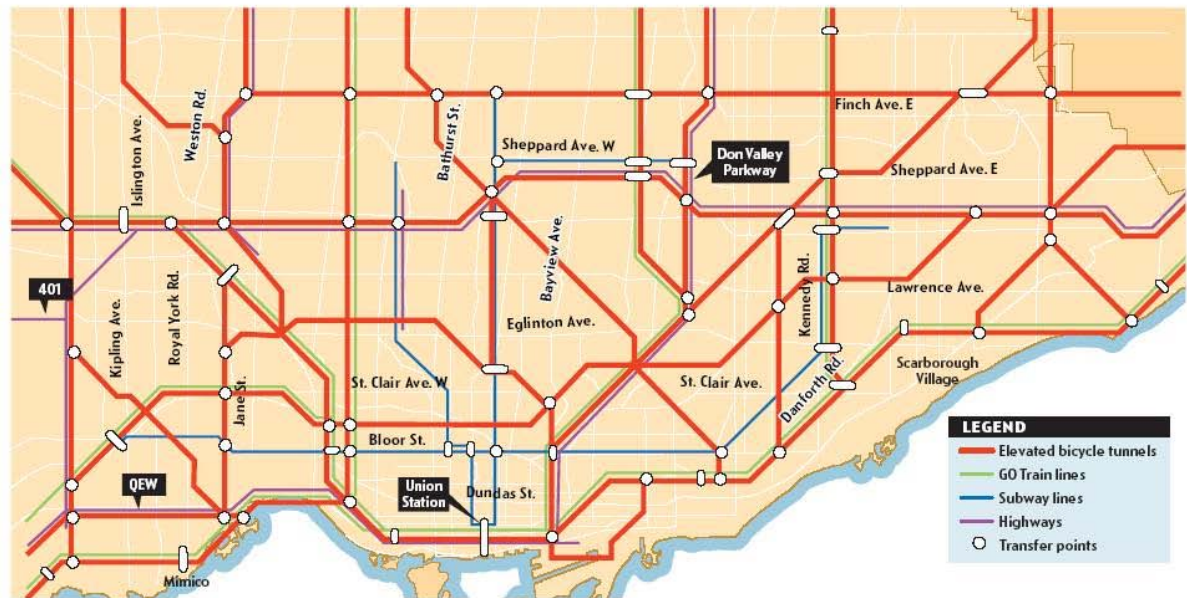 Finch Ave. E
Weston Rd.
Bathurst St.
Islington Ave.
Sheppard Ave. W
Don Valley
Parkway
Sheppard Ave. E
Bayview Ave.
401
Kipling Ave.
Royal York Rd.
Kennedy Rd.
Lawrence Ave.
Eglinton Ave.
Jane St.
St. Clair Ave. W
St. Clair Ave.
Danforth Rd.
Scarborough
Village
Bloor St.
QEW
Union
Station
Dundas St.
Mimico
LEGEND
Elevated bicycle tunnels
GO Train lines
Subway lines
Highways
Transfer points